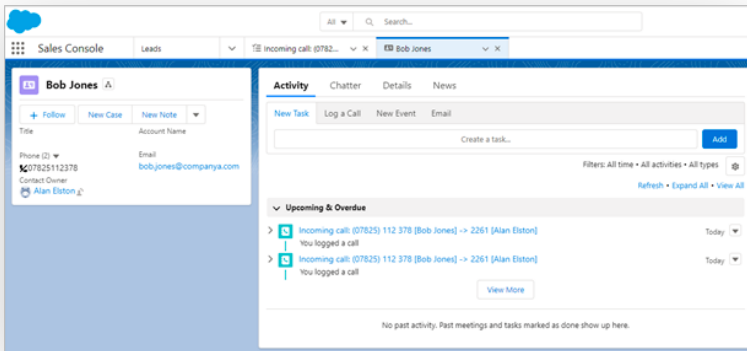 All
Search...
Sales Console
Leads
Incoming call: (0782...
Bob Jones
Bob Jones
+ Follow
New Case
New Note
Title
Account Name
Phone (2)
Email
07825112378
bob.jones@companya.com
Contact Owner
Alan Elston
Activity
Chatter
Details
News
New Task
Log a Call
New Event
Email
Create a task...
Add
Filters: All time • All activities • All types
Refresh • Expand All • View All
Upcoming & Overdue
Incoming call: (07825) 112 378 [Bob Jones] -> 2261 [Alan Elston]
Today
You logged a call
Incoming call: (07825) 112 378 [Bob Jones] -> 2261 [Alan Elston]
Today
You logged a call
View More
No past activity. Past meetings and tasks marked as done show up here.